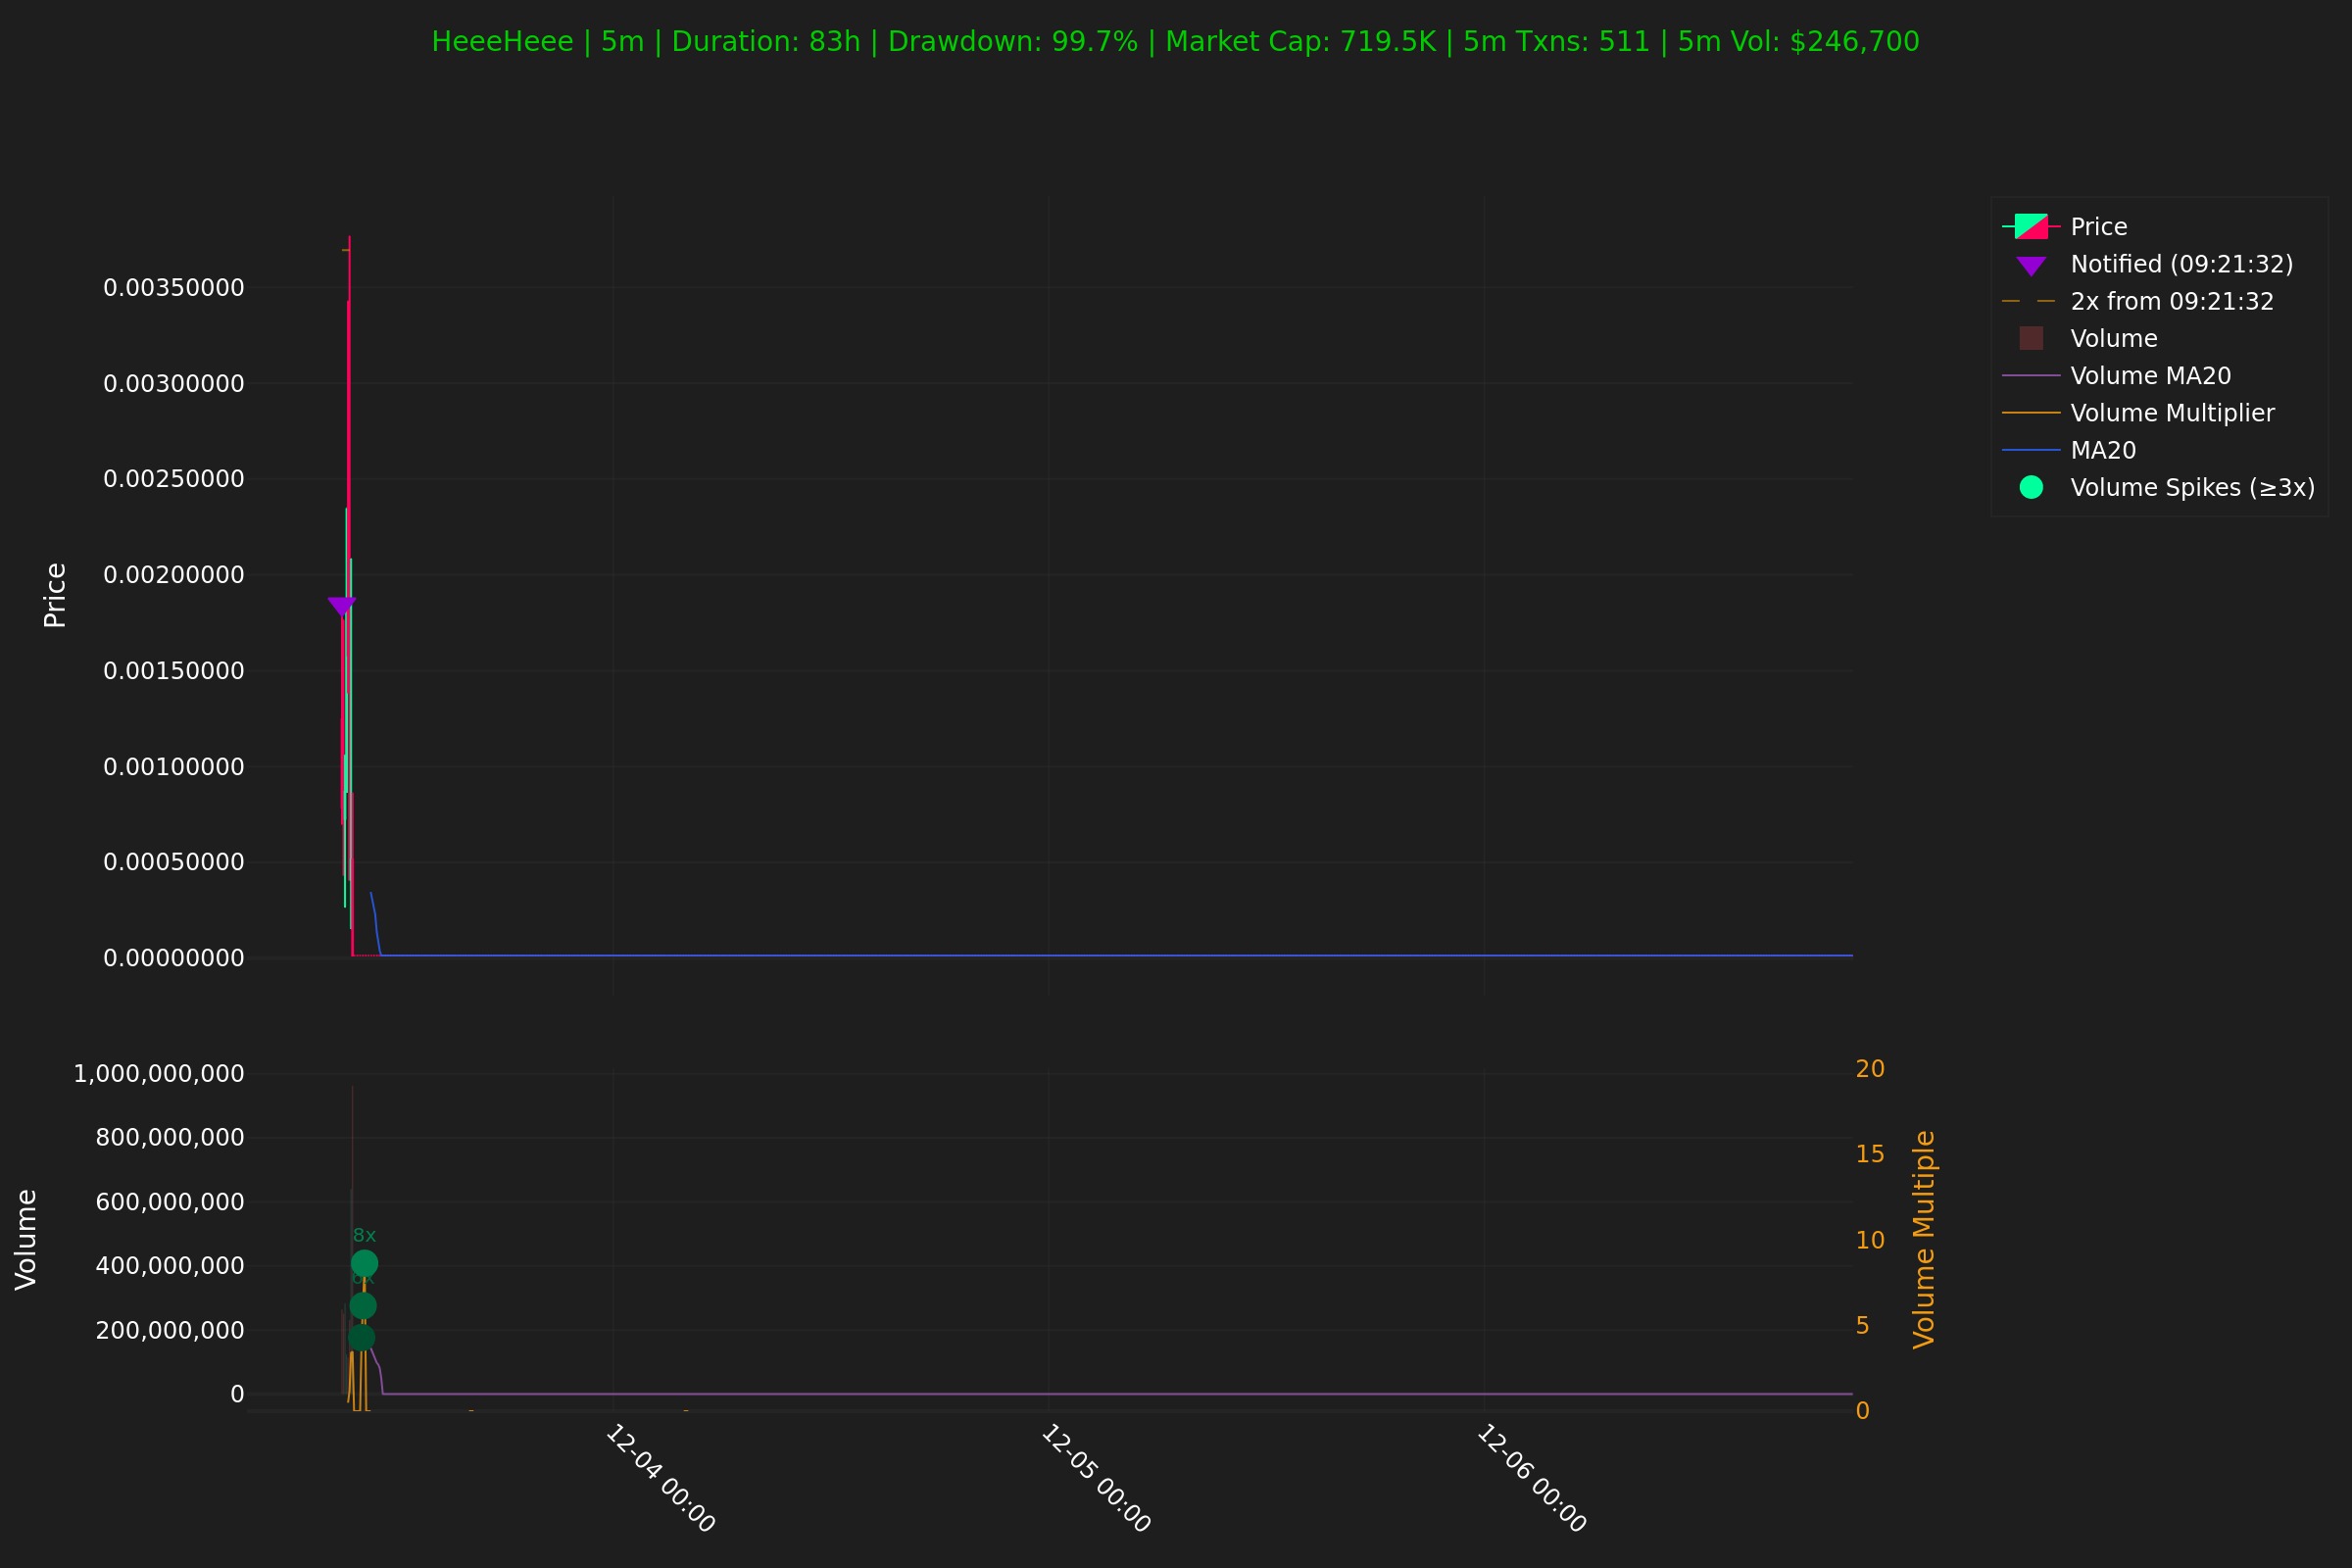 HeeeHeee | 5m | Duration: 83h | Drawdown: 99.7% | Market Cap: 719.5K | 5m Txns: 511 | 5m Vol: $246,700
Price
Notified (09:21:32)
2x from 09:21:32
Volume
Volume MA20
Volume Multiplier
MA20
Volume Spikes (≥3x)
Price
0.00350000
0.00300000
0.00250000
0.00200000
0.00150000
0.00100000
0.00050000
0.00000000
Volume
1,000,000,000
800,000,000
600,000,000
400,000,000
200,000,000
0
8x
6x
20
15
10
5
0
Volume Multiple
12-04 00:00
12-05 00:00
12-06 00:00